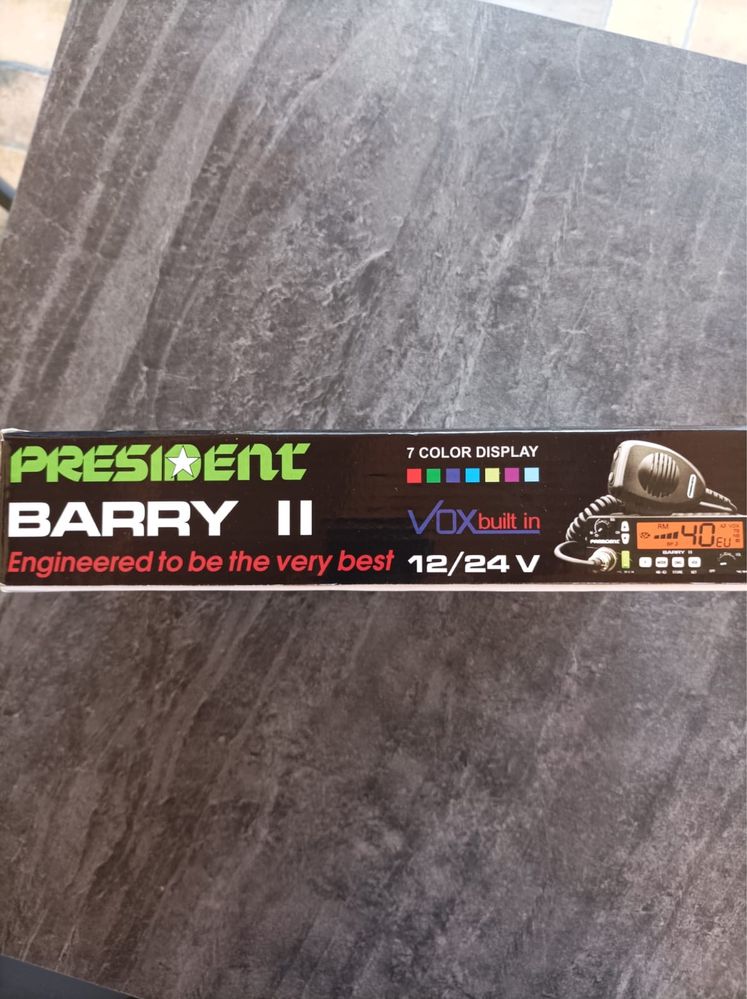 PRESIDENT
BARRY II
Engineered to be the very best
7 COLOR DISPLAY
VOX built in
12/24 V
PRESIDENT
40
EU
BARRY II